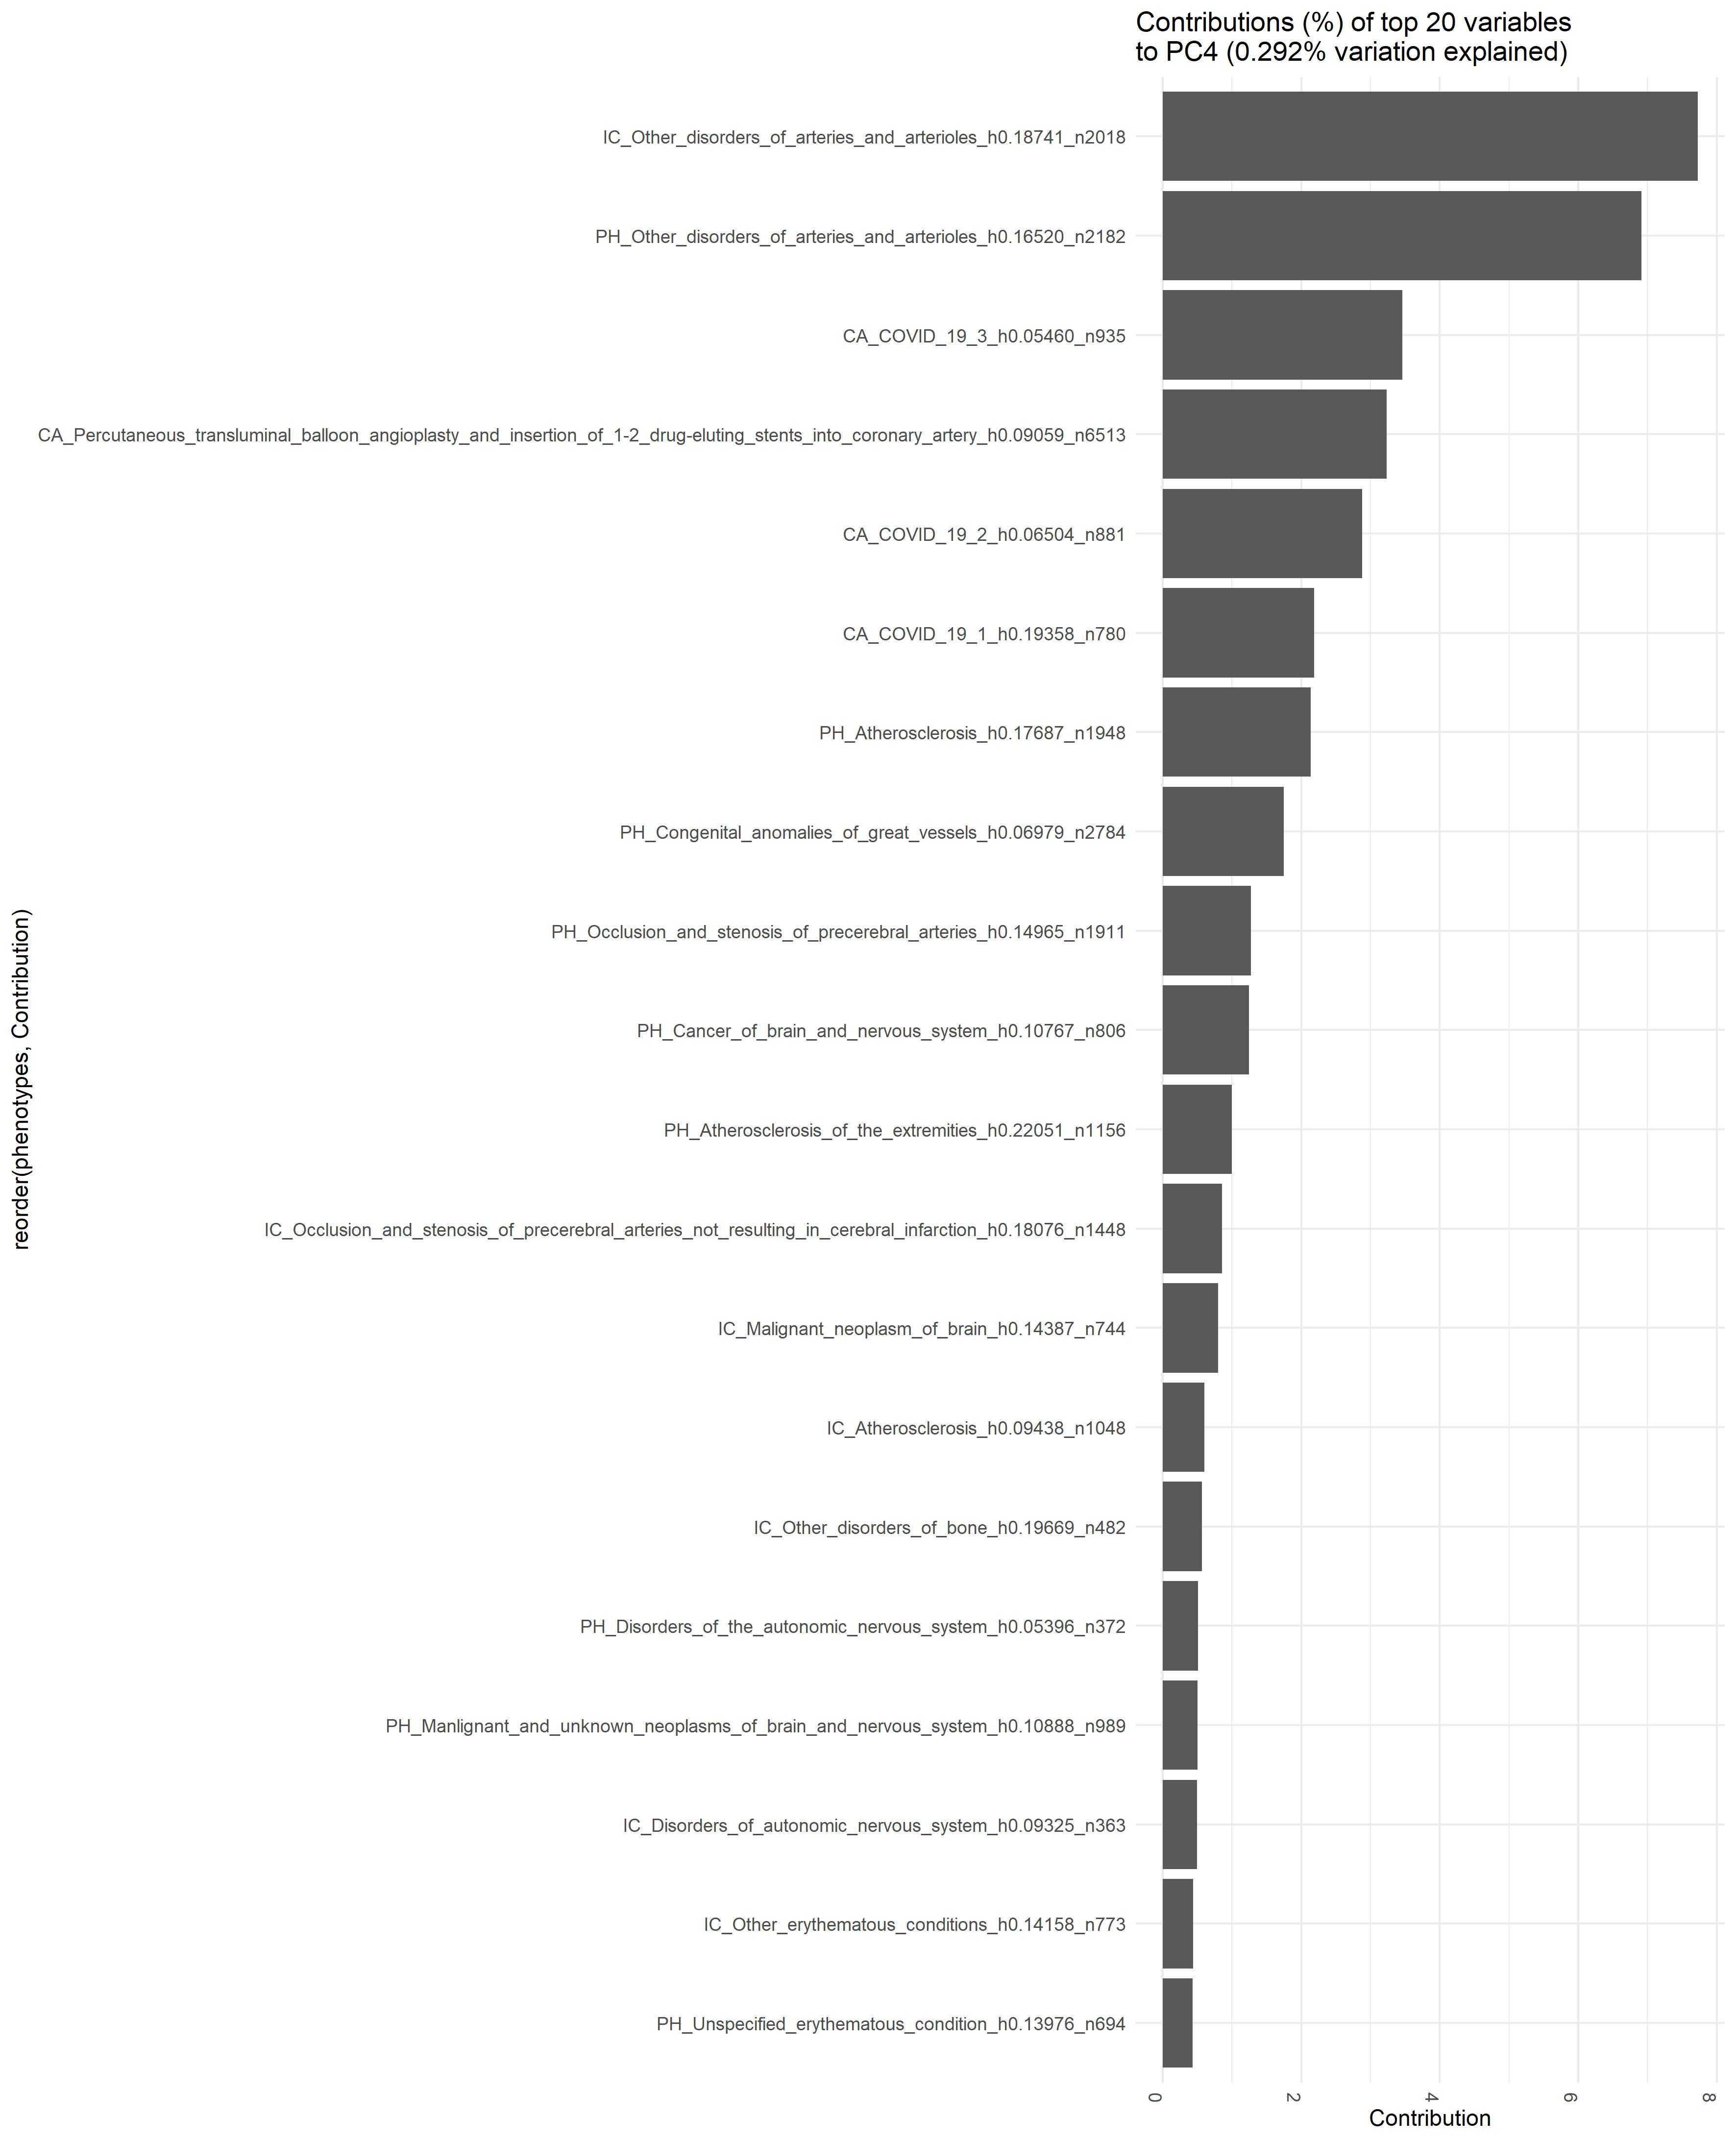 Contributions (%) of top 20 variables
to PC4 (0.292% variation explained)
IC_Other_disorders_of_arteries_and_arterioles_h0.18741_n2018
PH_Other_disorders_of_arteries_and_arterioles_h0.16520_n2182
CA_COVID_19_3_h0.05460_n935
CA_Percutaneous_transluminal_balloon_angioplasty_and_insertion_of_1-2_drug-eluting_stents_into_coronary_artery_h0.09059_n6513
CA_COVID_19_2_h0.06504_n881
CA_COVID_19_1_h0.19358_n780
PH_Atherosclerosis_h0.17687_n1948
PH_Congenital_anomalies_of_great_vessels_h0.06979_n2784
PH_Occlusion_and_stenosis_of_precerebral_arteries_h0.14965_n1911
PH_Cancer_of_brain_and_nervous_system_h0.10767_n806
PH_Atherosclerosis_of_the_extremities_h0.22051_n1156
IC_Occlusion_and_stenosis_of_precerebral_arteries_not_resulting_in_cerebral_infarction_h0.18076_n1448
IC_Malignant_neoplasm_of_brain_h0.14387_n744
IC_Atherosclerosis_h0.09438_n1048
IC_Other_disorders_of_bone_h0.19669_n482
PH_Disorders_of_the_autonomic_nervous_system_h0.05396_n372
PH_Manlignant_and_unknown_neoplasms_of_brain_and_nervous_system_h0.10888_n989
IC_Disorders_of_autonomic_nervous_system_h0.09325_n363
IC_Other_erythematous_conditions_h0.14158_n773
PH_Unspecified_erythematous_condition_h0.13976_n694
reorder(phenotypes, Contribution)
0 2 4 6 8
Contribution